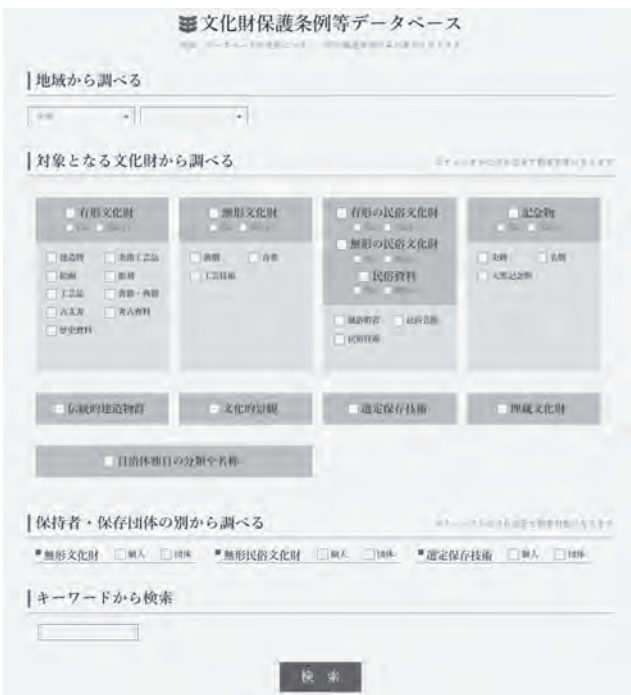 文化財保護条例等データベース
地域から調べる
対象となる文化財から調べる
有形文化財
無形文化財
有形の民俗文化財
記念物
無形の民俗文化財
民俗資料
建造物 美術工芸品
絵画 彫刻
工芸品 書跡・典籍
古文書 考古資料
歴史資料
演劇 音楽
工芸技術
風俗慣習 民俗芸能
民俗技術
史跡 名勝
天然記念物
伝統的建造物群
文化的景観
選定保存技術
埋蔵文化財
自治体独自の分類や名称
保持者・保存団体の別から調べる
無形文化財 個人 団体 無形民俗文化財 個人 団体 選定保存技術 個人 団体
キーワードから検索
検 索